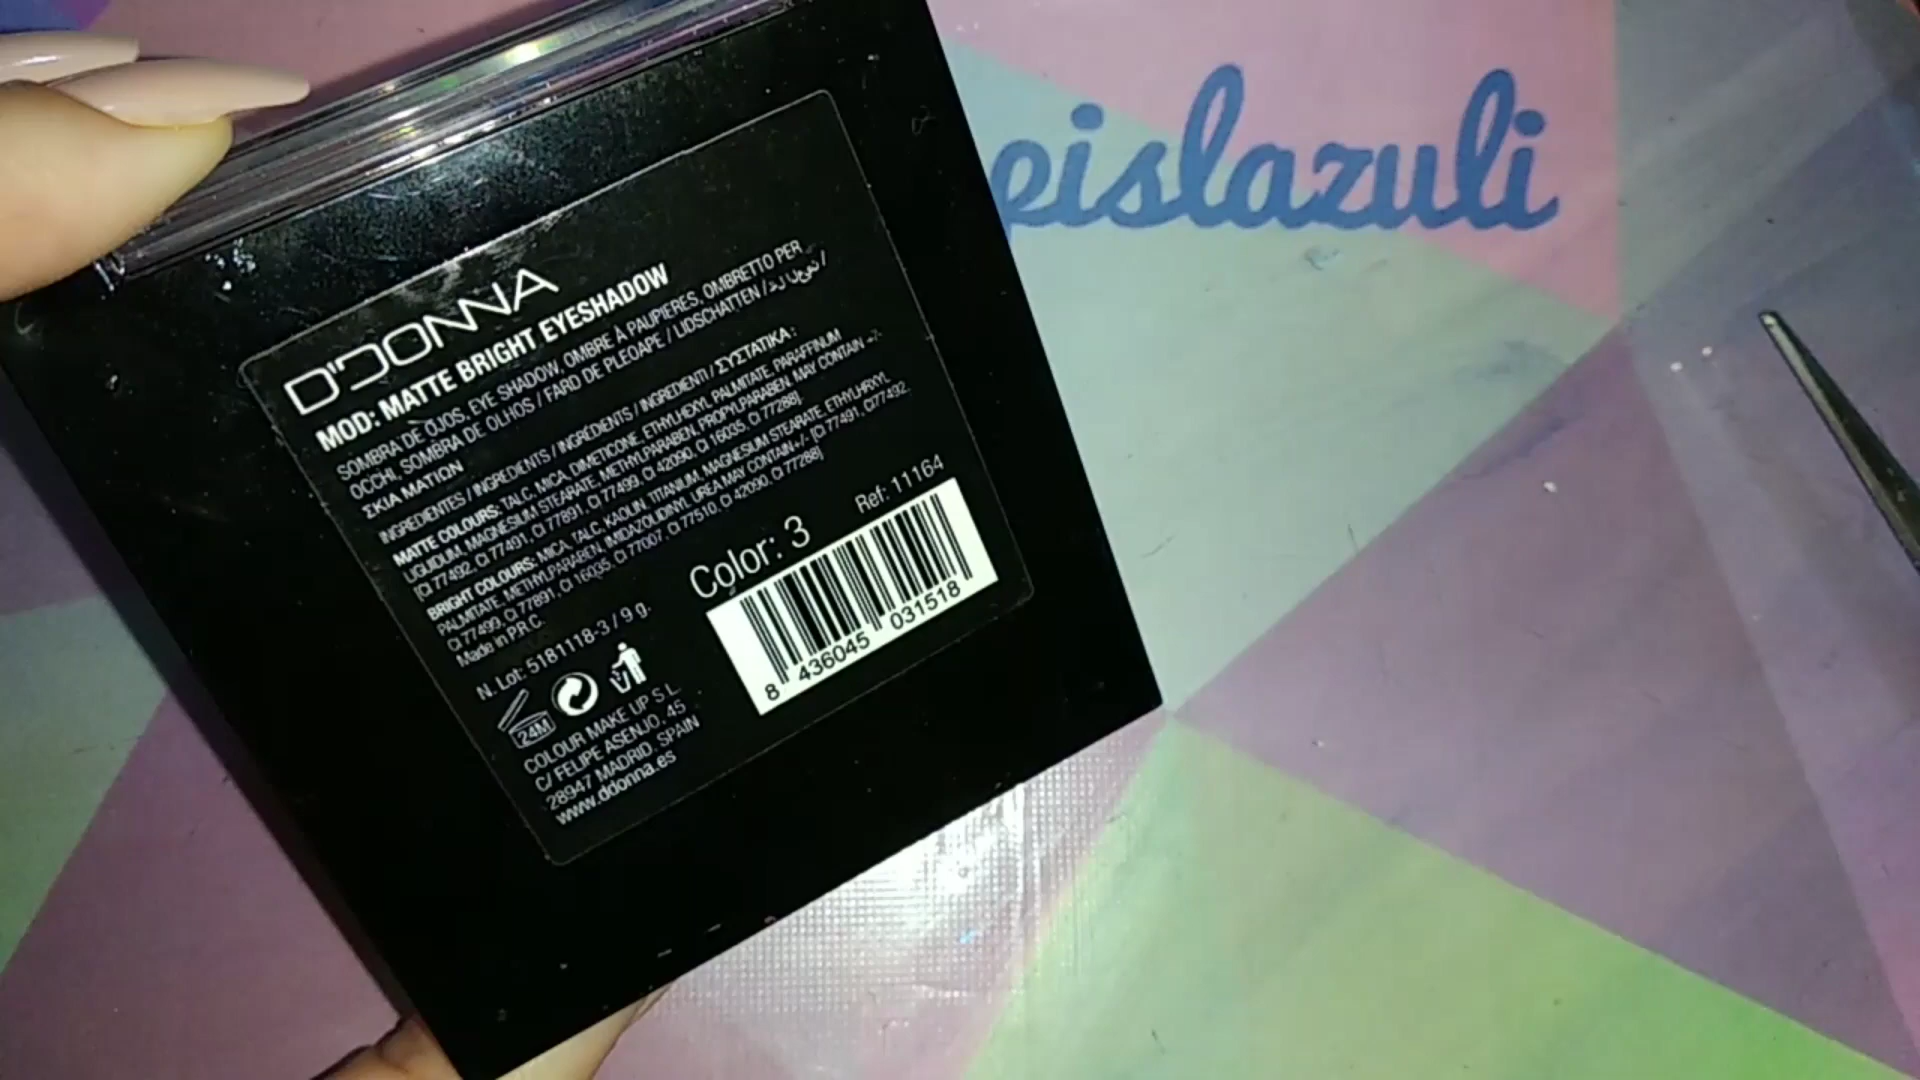 D'DONNA
MOD: MATTE BRIGHT EYESHADOW
SOMBRA DE OJOS, EYE SHADOW, OMBRE À PAUPIERES, OMBRETTO PER
OCCHI, SOMBRA DE OLHOS / FARD DE PLEOAPE / LIDSCHATTEN /
ΣΚΙΑ ΜΑΤΙΩΝ
INGREDIENTES / INGREDIENTS / INGRÉDIENTS / INGREDIENTI / ΣΥΣΤΑΤΙΚΑ:
MATTE COLOURS: TALC, MICA, DIMETICONE, ETHYLHEXYL PALMITATE, PARAFFINUM
LIGUIDUM, MAGNESIUM STEARATE, METHYLPARABEN, PROPYLPARABEN. MAY CONTAIN +/-
[CI 77492, CI 77491, CI 77891, CI 77499, CI 42090, CI 16035, CI 77288].
BRIGHT COLOURS: MICA, TALC, KAOLIN, TITANIUM, MAGNESIUM STEARATE, ETHYLHRXYL
PALMITATE, METHYLPARABEN, IMIDAZOLIDINYL UREA MAY CONTAIN+/- [CI 77491, CI77492,
CI 77499, CI 77891, CI 16035, CI 77007, CI 77510, CI 42090, CI 77288]
Made in P.R.C.
N. Lot: 5181118-3 / 9 g.
Color: 3
Ref: 11164
8 436045 031518
24M
COLOUR MAKE UP S.L.
C/ FELIPE ASENJO, 45
28947 MADRID. SPAIN
www.ddonna.es
pislazuli